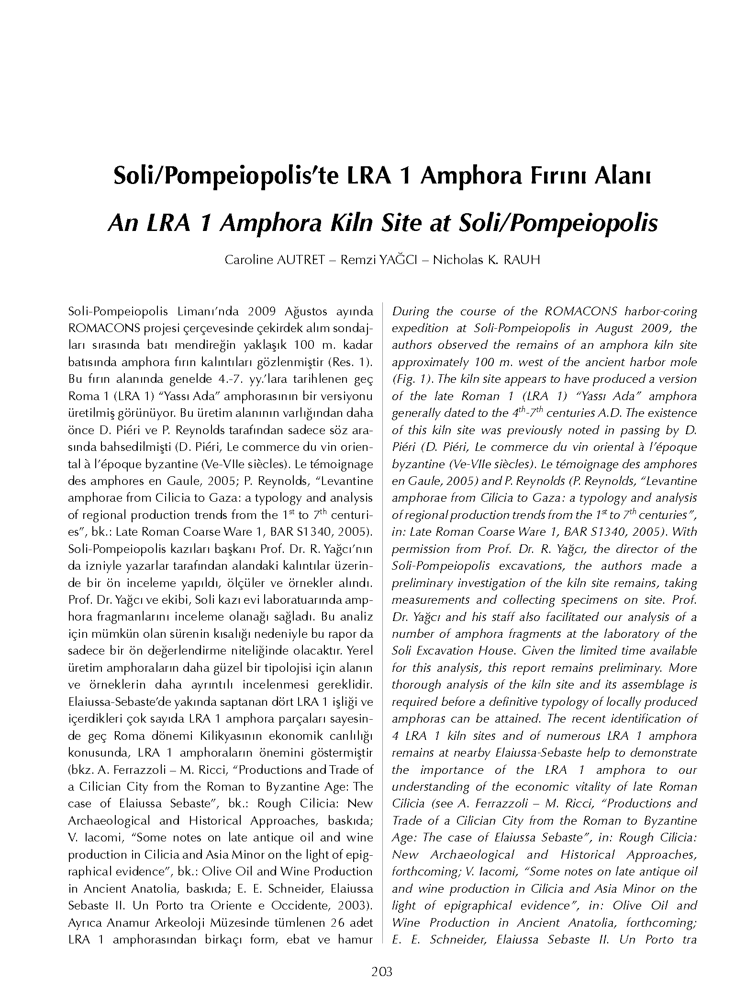 Soli/Pompeiopolis’te LRA 1 Amphora Fırını Alanı
An LRA 1 Amphora Kiln Site at Soli/Pompeiopolis
Caroline AUTRET – Remzi YAĞCI – Nicholas K. RAUH
Soli-Pompeiopolis Limanı’nda 2009 Ağustos ayında
ROMACONS projesi çerçevesinde çekirdek alım sondaj-
ları sırasında batı mendireğin yaklaşık 100 m. kadar
batısında amphora fırın kalıntıları gözlenmiştir (Res. 1).
Bu fırın alanında genelde 4.-7. yy.’lara tarihlenen geç
Roma 1 (LRA 1) “Yassı Ada” amphorasının bir versiyonu
üretilmiş görünüyor. Bu üretim alanının varlığından daha
önce D. Piéri ve P. Reynolds tarafından sadece söz ara-
sında bahsedilmişti (D. Piéri, Le commerce du vin orien-
tal à l’époque byzantine (Ve-VIIe siècles). Le témoignage
des amphores en Gaule, 2005; P. Reynolds, “Levantine
amphorae from Cilicia to Gaza: a typology and analysis
of regional production trends from the 1st to 7th centuri-
es”, bk.: Late Roman Coarse Ware 1, BAR S1340, 2005).
Soli-Pompeiopolis kazıları başkanı Prof. Dr. R. Yağcı’nın
da izniyle yazarlar tarafından alandaki kalıntılar üzerin-
de bir ön inceleme yapıldı, ölçüler ve örnekler alındı.
Prof. Dr. Yağcı ve ekibi, Soli kazı evi laboratuarında amp-
hora fragmanlarını inceleme olanağı sağladı. Bu analiz
için mümkün olan sürenin kısalığı nedeniyle bu rapor da
sadece bir ön değerlendirme niteliğinde olacaktır. Yerel
üretim amphoraların daha güzel bir tipolojisi için alanın
ve örneklerin daha ayrıntılı incelenmesi gereklidir.
Elaiussa-Sebaste’de yakında saptanan dört LRA 1 işliği ve
içerdikleri çok sayıda LRA 1 amphora parçaları sayesin-
de geç Roma dönemi Kilikyasının ekonomik canlılığı
konusunda, LRA 1 amphoraların önemini göstermiştir
(bkz. A. Ferrazzoli – M. Ricci, “Productions and Trade of
a Cilician City from the Roman to Byzantine Age: The
case of Elaiussa Sebaste”, bk.: Rough Cilicia: New
Archaeological and Historical Approaches, baskıda;
V. Iacomi, “Some notes on late antique oil and wine
production in Cilicia and Asia Minor on the light of epig-
raphical evidence”, bk.: Olive Oil and Wine Production
in Ancient Anatolia, baskıda; E. E. Schneider, Elaiussa
Sebaste II. Un Porto tra Oriente e Occidente, 2003).
Ayrıca Anamur Arkeoloji Müzesinde tümlenen 26 adet
LRA 1 amphorasından birkaçı form, ebat ve hamur
During the course of the ROMACONS harbor-coring
expedition at Soli-Pompeiopolis in August 2009, the
authors observed the remains of an amphora kiln site
approximately 100 m. west of the ancient harbor mole
(Fig. 1). The kiln site appears to have produced a version
of the late Roman 1 (LRA 1) “Yassı Ada” amphora
generally dated to the 4th-7th centuries A.D. The existence
of this kiln site was previously noted in passing by D.
Piéri (D. Piéri, Le commerce du vin oriental à l’époque
byzantine (Ve-VIIe siècles). Le témoignage des amphores
en Gaule, 2005) and P. Reynolds (P. Reynolds, “Levantine
amphorae from Cilicia to Gaza: a typology and analysis
of regional production trends from the 1st to 7th centuries”,
in: Late Roman Coarse Ware 1, BAR S1340, 2005). With
permission from Prof. Dr. R. Yağcı, the director of the
Soli-Pompeiopolis excavations, the authors made a
preliminary investigation of the kiln site remains, taking
measurements and collecting specimens on site. Prof.
Dr. Yağcı and his staff also facilitated our analysis of a
number of amphora fragments at the laboratory of the
Soli Excavation House. Given the limited time available
for this analysis, this report remains preliminary. More
thorough analysis of the kiln site and its assemblage is
required before a definitive typology of locally produced
amphoras can be attained. The recent identification of
4 LRA 1 kiln sites and of numerous LRA 1 amphora
remains at nearby Elaiussa-Sebaste help to demonstrate
the importance of the LRA 1 amphora to our
understanding of the economic vitality of late Roman
Cilicia (see A. Ferrazzoli – M. Ricci, “Productions and
Trade of a Cilician City from the Roman to Byzantine
Age: The case of Elaiussa Sebaste”, in: Rough Cilicia:
New Archaeological and Historical Approaches,
forthcoming; V. Iacomi, “Some notes on late antique oil
and wine production in Cilicia and Asia Minor on the
light of epigraphical evidence”, in: Olive Oil and
Wine Production in Ancient Anatolia, forthcoming;
E. E. Schneider, Elaiussa Sebaste II. Un Porto tra
203